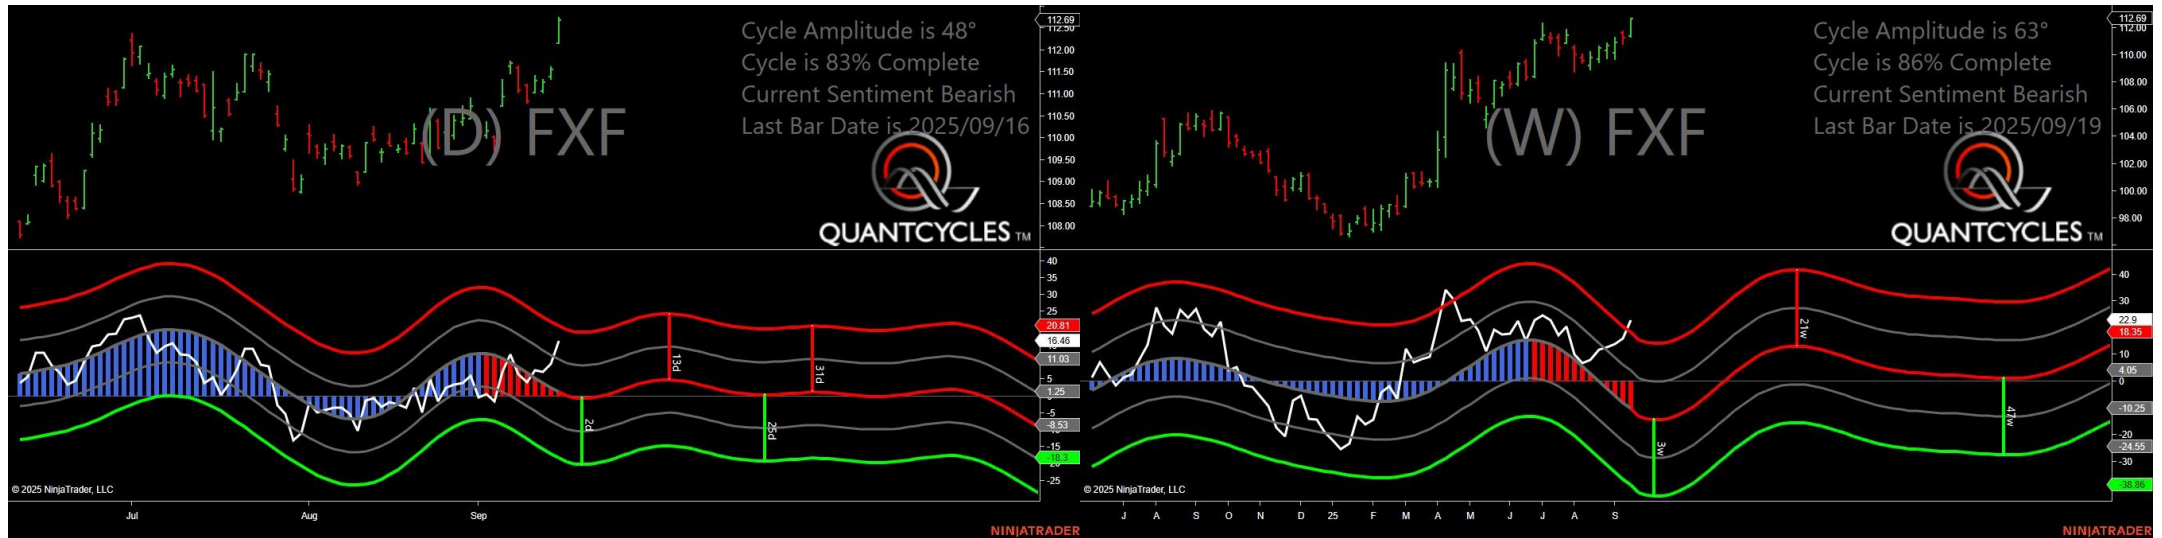 Cycle Amplitude is 48°
Cycle is 83% Complete
Current Sentiment Bearish
Last Bar Date is 2025/09/16
(D) FXF
QUANTCYCLES TM
112.69
112.50
112.00
111.50
111.00
110.50
110.00
109.50
109.00
108.50
108.00
40
35
30
25
20.81
16.46
11.03
5
1.25
-5
-8.53
-15
-18.3
-25
2d
13d
25d
31d
© 2025 NinjaTrader, LLC
Jul Aug Sep
NINJATRADER
Cycle Amplitude is 63°
Cycle is 86% Complete
Current Sentiment Bearish
Last Bar Date is 2025/09/19
(W) FXF
QUANTCYCLES TM
112.69
112.00
110.00
108.00
106.00
104.00
102.00
100.00
98.00
40
30
22.9
18.35
10
4.05
0
-10.25
-20
-24.55
-30
-38.86
3w
21w
47w
© 2025 NinjaTrader, LLC
J A S O N D 25 F M A M J J A S
NINJATRADER